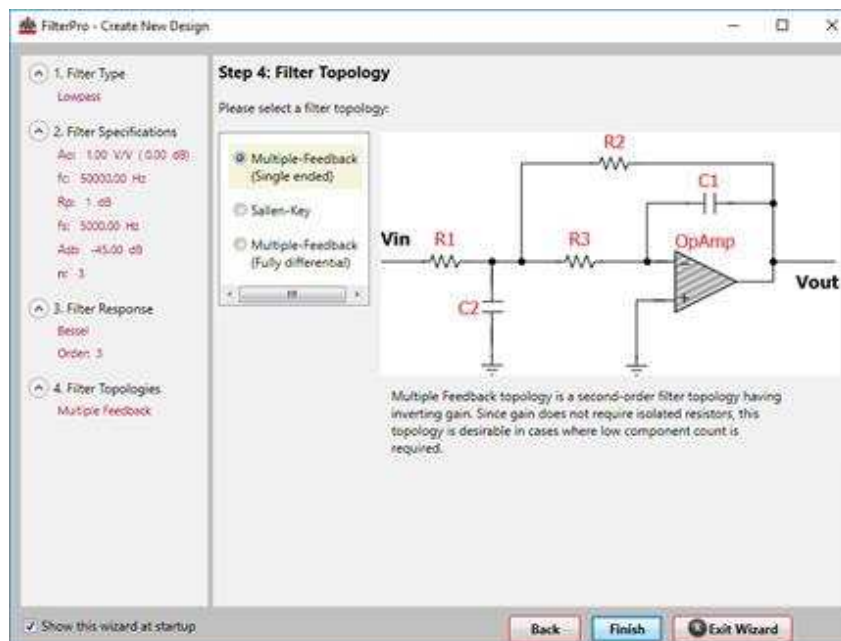 FilterPro - Create New Design
1. Filter Type
Lowpass
2. Filter Specifications
Ao: 1.00 V/V ( 0.00 dB)
fc: 50000.00 Hz
Rp: 1 dB
fs: 5000.00 Hz
Asb: -45.00 dB
n: 3
3. Filter Response
Bessel
Order: 3
4. Filter Topologies
Multiple Feedback
Step 4: Filter Topology
Please select a filter topology:
Multiple-Feedback
(Single ended)
Sallen-Key
Multiple-Feedback
(Fully differential)
R2
C1
Vin
R1
R3
OpAmp
Vout
C2
Multiple Feedback topology is a second-order filter topology having
inverting gain. Since gain does not require isolated resistors, this
topology is desirable in cases where low component count is
required.
Show this wizard at startup
Back
Finish
Exit Wizard